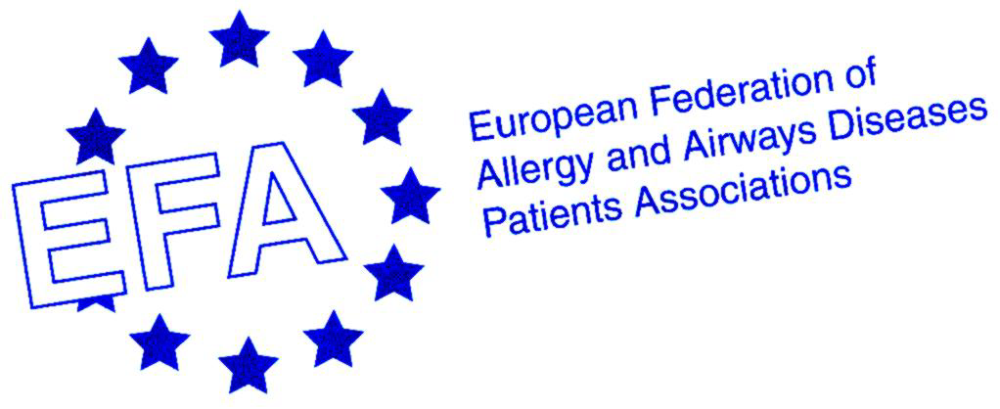 EFA
European Federation of
Allergy and Airways Diseases
Patients Associations